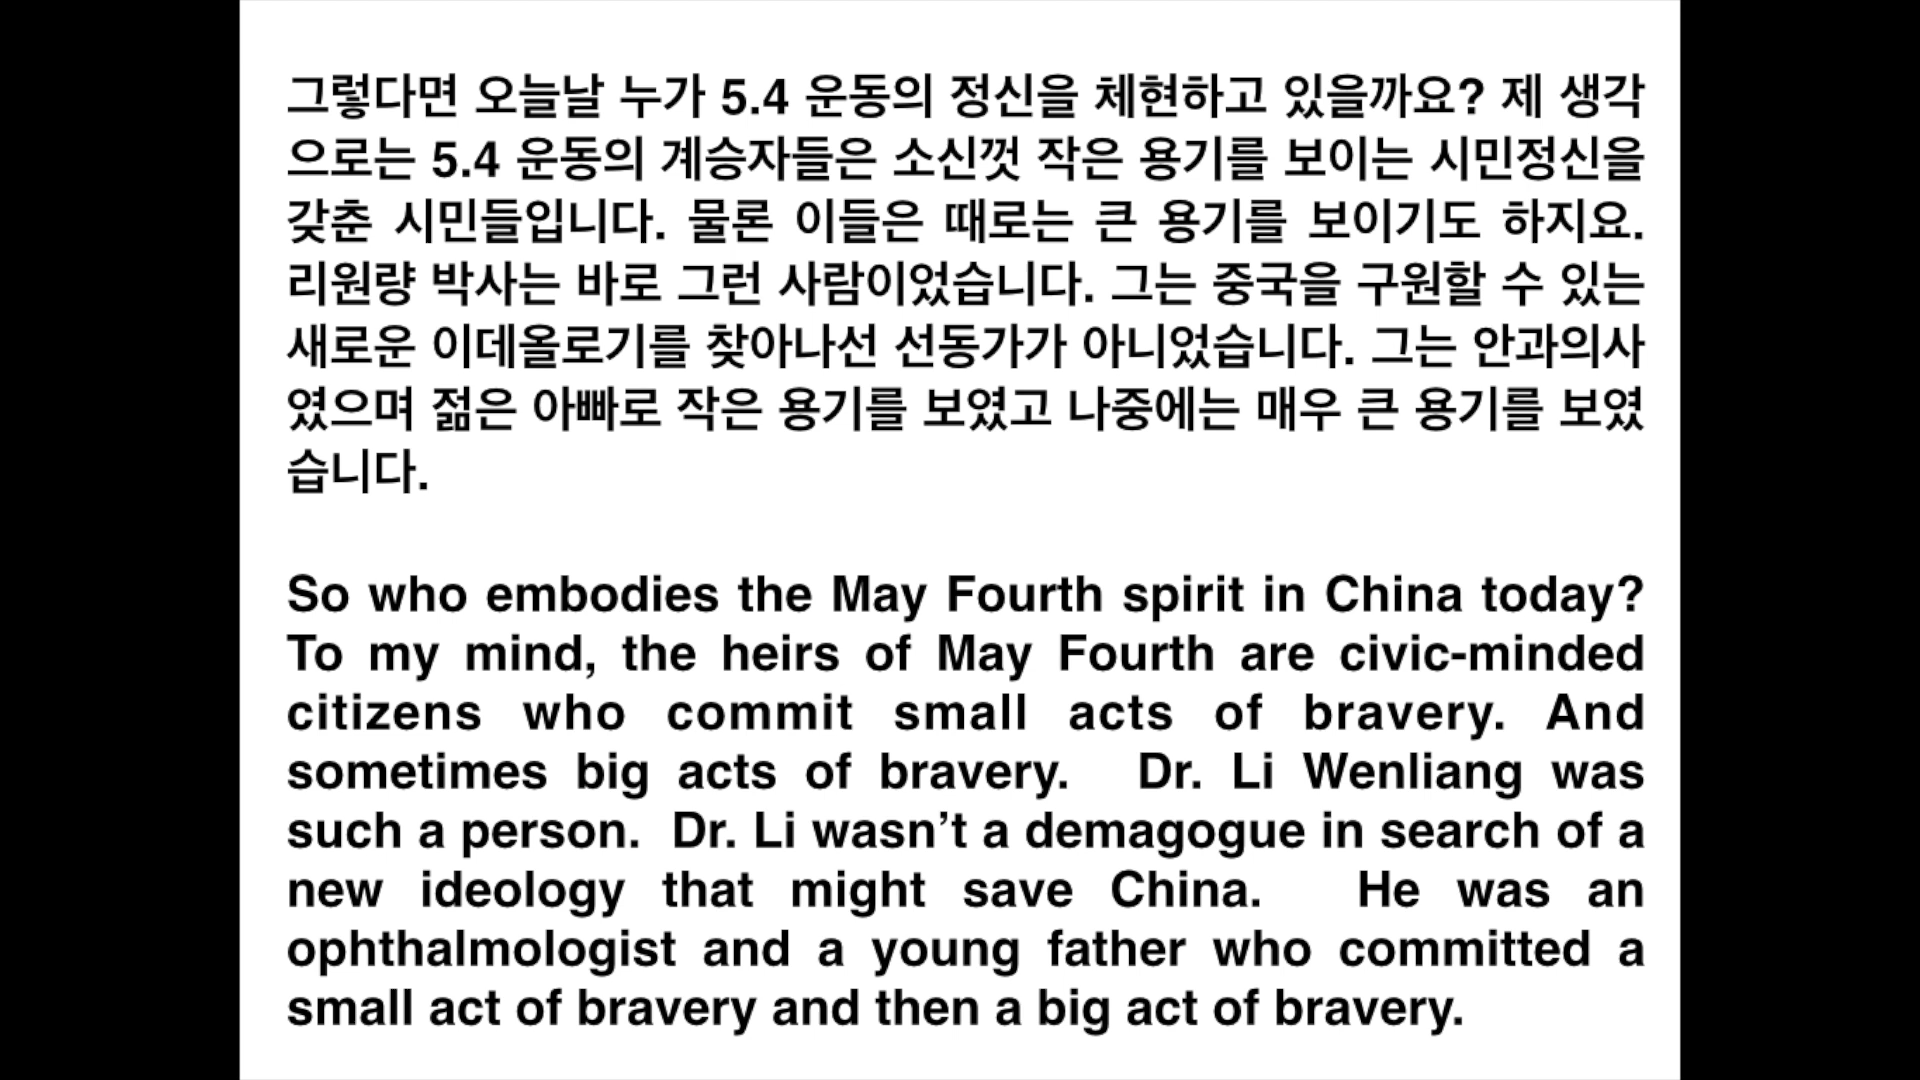 그렇다면 오늘날 누가 5.4 운동의 정신을 체현하고 있을까요? 제 생각
으로는 5.4 운동의 계승자들은 소신껏 작은 용기를 보이는 시민정신을
갖춘 시민들입니다. 물론 이들은 때로는 큰 용기를 보이기도 하지요.
리원량 박사는 바로 그런 사람이었습니다. 그는 중국을 구원할 수 있는
새로운 이데올로기를 찾아나선 선동가가 아니었습니다. 그는 안과의사
였으며 젊은 아빠로 작은 용기를 보였고 나중에는 매우 큰 용기를 보였
습니다.
So who embodies the May Fourth spirit in China today?
To my mind, the heirs of May Fourth are civic-minded
citizens who commit small acts of bravery. And
sometimes big acts of bravery. Dr. Li Wenliang was
such a person. Dr. Li wasn’t a demagogue in search of a
new ideology that might save China. He was an
ophthalmologist and a young father who committed a
small act of bravery and then a big act of bravery.